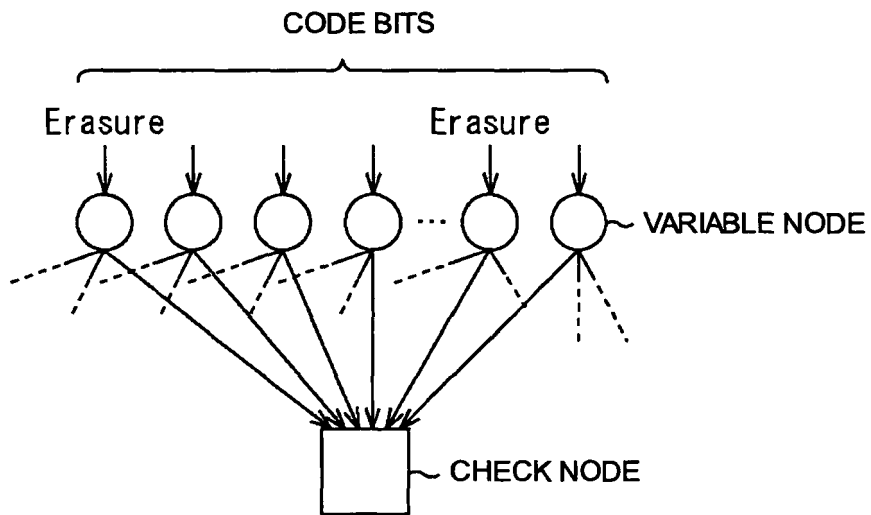 CODE BITS
Erasure Erasure
...
VARIABLE NODE
CHECK NODE